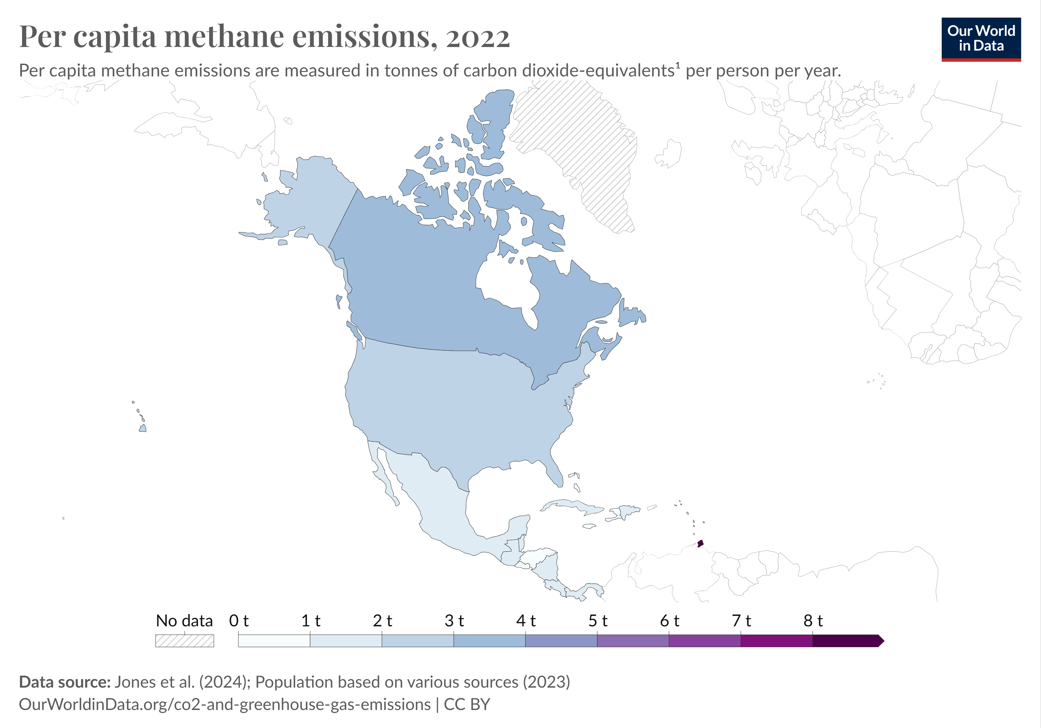 Per capita methane emissions, 2022
Our World
in Data
Per capita methane emissions are measured in tonnes of carbon dioxide-equivalents¹ per person per year.
No data
0 t
1 t
2 t
3 t
4 t
5 t
6 t
7 t
8 t
Data source: Jones et al. (2024); Population based on various sources (2023)
OurWorldinData.org/co2-and-greenhouse-gas-emissions | CC BY